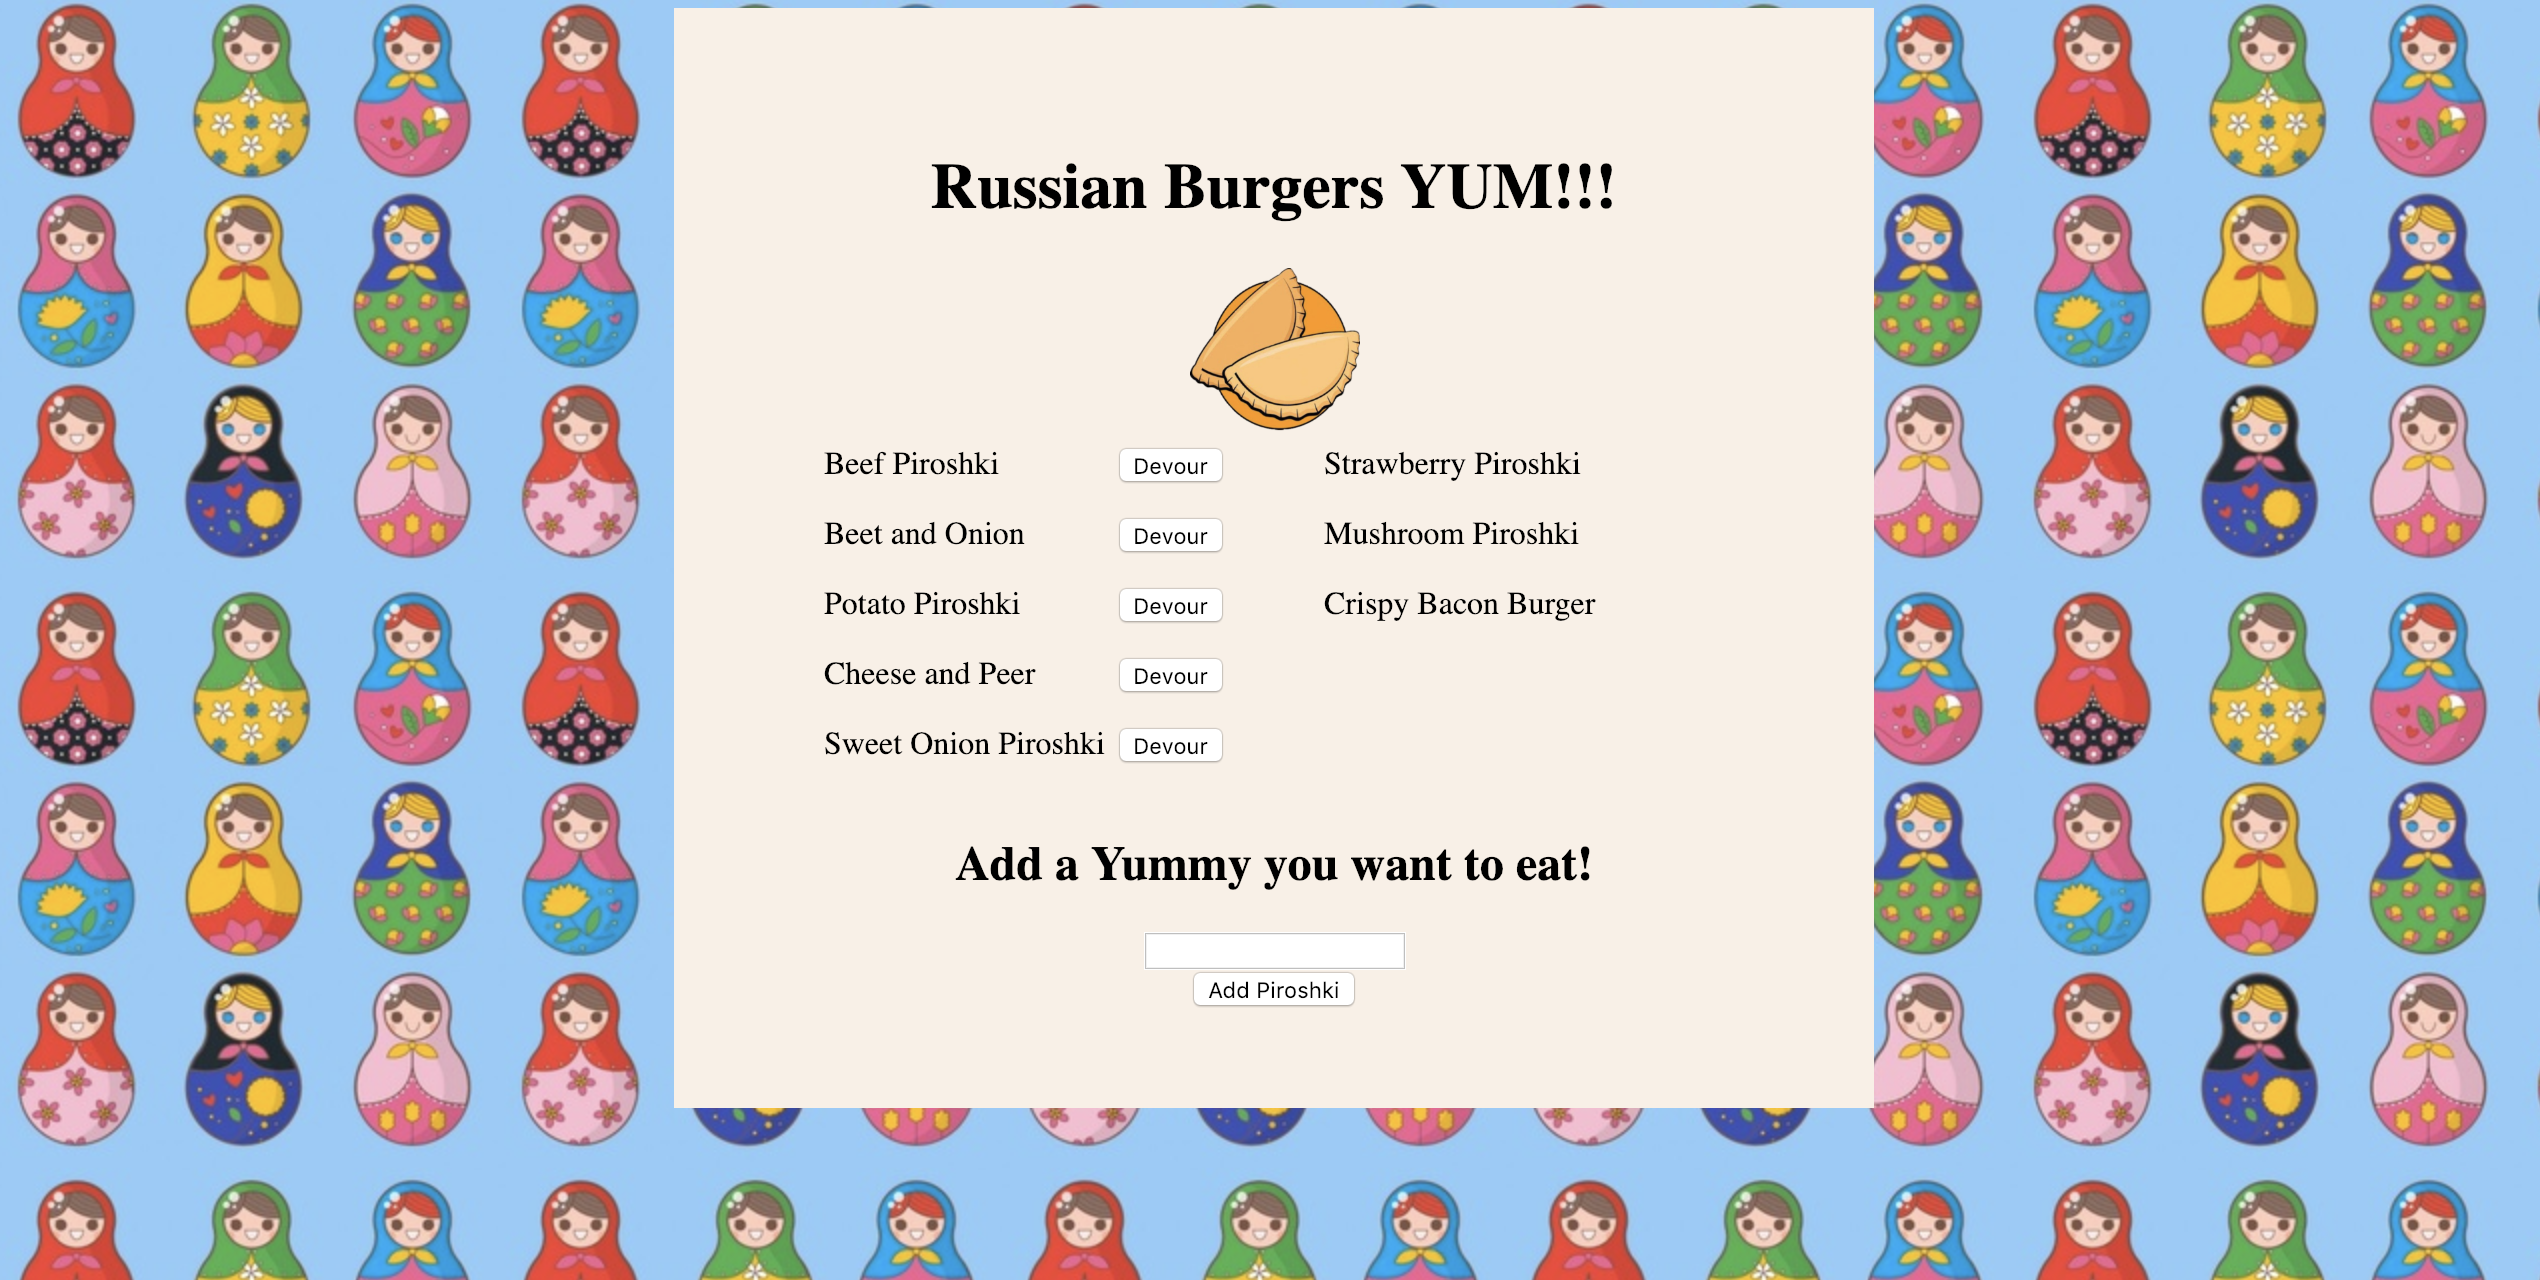 Russian Burgers YUM!!!
Beef Piroshki Devour Strawberry Piroshki
Beet and Onion Devour Mushroom Piroshki
Potato Piroshki Devour Crispy Bacon Burger
Cheese and Peer Devour
Sweet Onion Piroshki Devour
Add a Yummy you want to eat!
Add Piroshki